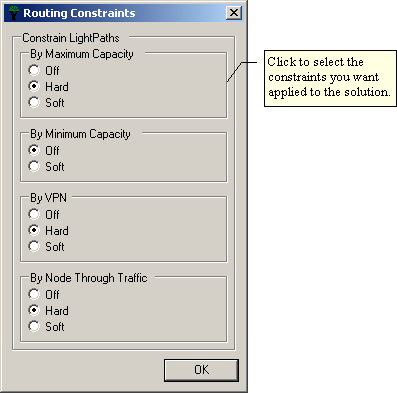 Routing Constraints
Constrain LightPaths
By Maximum Capacity
Off
Hard
Soft
By Minimum Capacity
Off
Soft
By VPN
Off
Hard
Soft
By Node Through Traffic
Off
Hard
Soft
OK
Click to select the
constraints you want
applied to the solution.